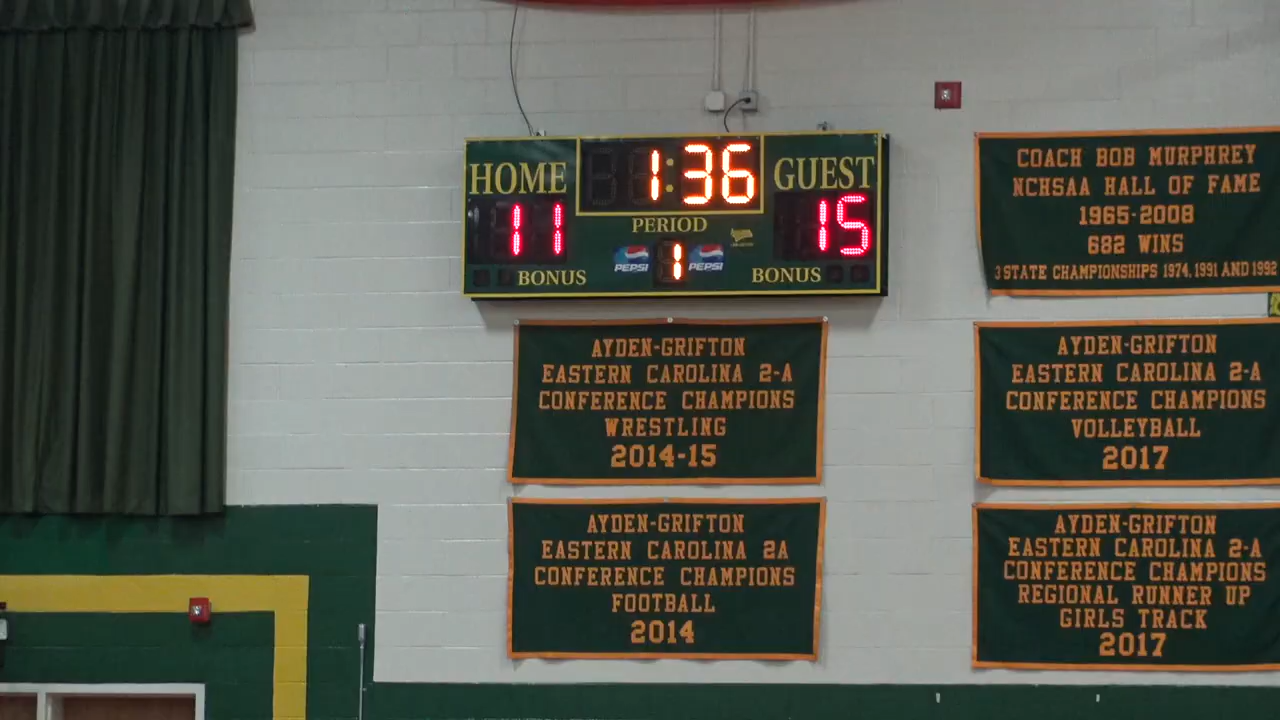 HOME
1:36
GUEST
11
PERIOD
15
PEPSI
1
PEPSI
BONUS
BONUS
COACH BOB MURPHREY
NCHSAA HALL OF FAME
1965-2008
682 WINS
3 STATE CHAMPIONSHIPS 1974, 1991 AND 1992
AYDEN-GRIFTON
EASTERN CAROLINA 2-A
CONFERENCE CHAMPIONS
WRESTLING
2014-15
AYDEN-GRIFTON
EASTERN CAROLINA 2-A
CONFERENCE CHAMPIONS
VOLLEYBALL
2017
AYDEN-GRIFTON
EASTERN CAROLINA 2A
CONFERENCE CHAMPIONS
FOOTBALL
2014
AYDEN-GRIFTON
EASTERN CAROLINA 2-A
CONFERENCE CHAMPIONS
REGIONAL RUNNER UP
GIRLS TRACK
2017